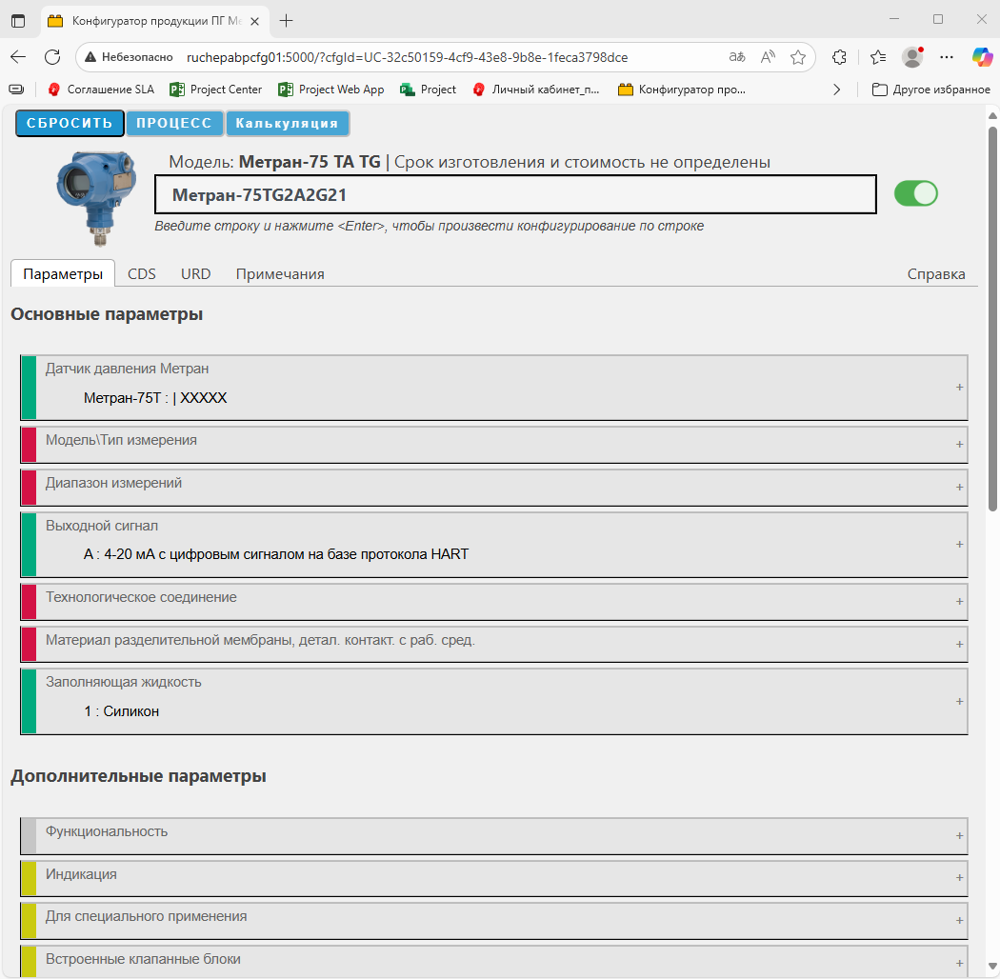 Конфигуратор продукции ПГ Ме
Небезопасно ruchepabpcfg01:5000/?cfgId=UC-32c50159-4cf9-43e8-9b8e-1feca3798dce
Соглашение SLA Project Center Project Web App Project Личный кабинет_п... Конфигуратор про... Другое избранное
СБРОСИТЬ ПРОЦЕСС Калькуляция
Модель: Метран-75 TA TG | Срок изготовления и стоимость не определены
Метран-75TG2A2G21
Введите строку и нажмите <Enter>, чтобы произвести конфигурирование по строке
Параметры CDS URD Примечания Справка
Основные параметры
Датчик давления Метран
+
Метран-75T : | XXXXX
Модель\Тип измерения +
Диапазон измерений +
Выходной сигнал
+
A : 4-20 мА с цифровым сигналом на базе протокола HART
Технологическое соединение +
Материал разделительной мембраны, детал. контакт. с раб. сред. +
Заполняющая жидкость
+
1 : Силикон
Дополнительные параметры
Функциональность +
Индикация +
Для специального применения +
Встроенные клапанные блоки +